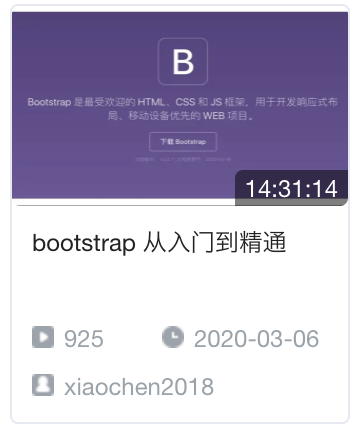 B
Bootstrap 是最受欢迎的 HTML、CSS 和 JS 框架，用于开发响应式布
局、移动设备优先的 WEB 项目。
下载 Bootstrap
14:31:14
bootstrap 从入门到精通
925
2020-03-06
xiaochen2018